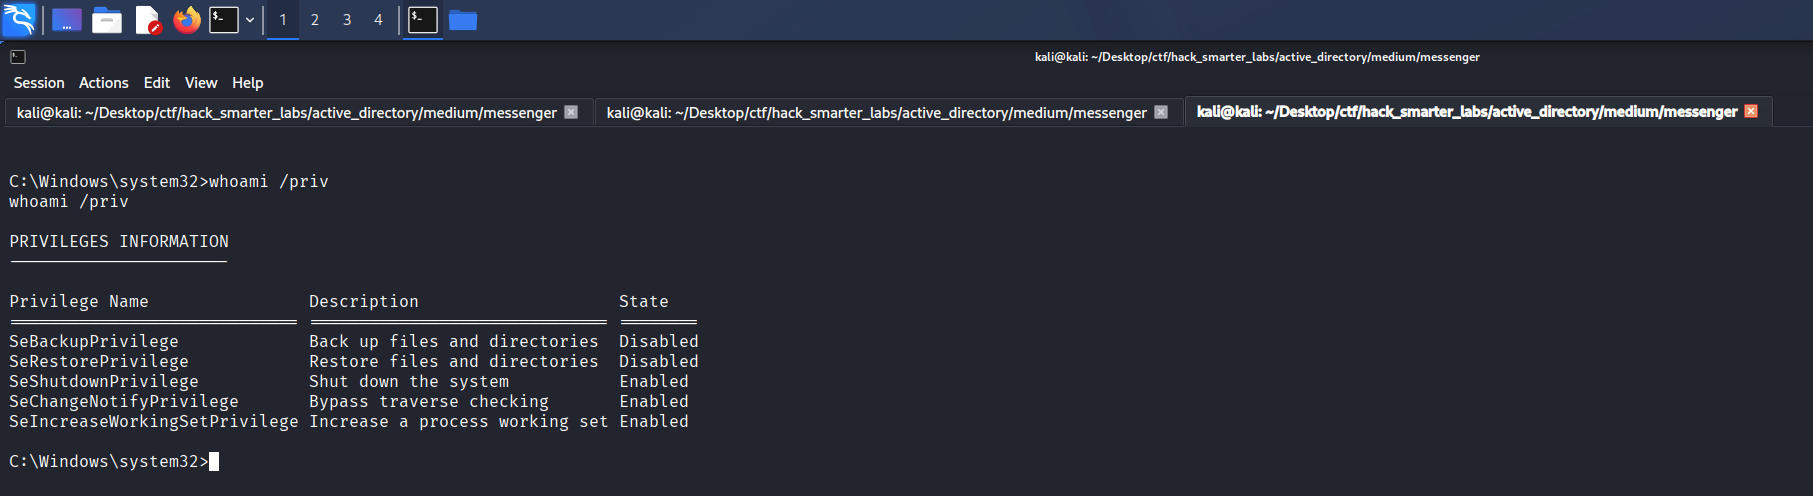 1 2 3 4
kali@kali: ~/Desktop/ctf/hack_smarter_labs/active_directory/medium/messenger
Session Actions Edit View Help
kali@kali: ~/Desktop/ctf/hack_smarter_labs/active_directory/medium/messenger kali@kali: ~/Desktop/ctf/hack_smarter_labs/active_directory/medium/messenger kali@kali: ~/Desktop/ctf/hack_smarter_labs/active_directory/medium/messenger
C:\Windows\system32>whoami /priv
whoami /priv
PRIVILEGES INFORMATION
----------------------
Privilege Name Description State
============================= ============================== ========
SeBackupPrivilege Back up files and directories Disabled
SeRestorePrivilege Restore files and directories Disabled
SeShutdownPrivilege Shut down the system Enabled
SeChangeNotifyPrivilege Bypass traverse checking Enabled
SeIncreaseWorkingSetPrivilege Increase a process working set Enabled
C:\Windows\system32>